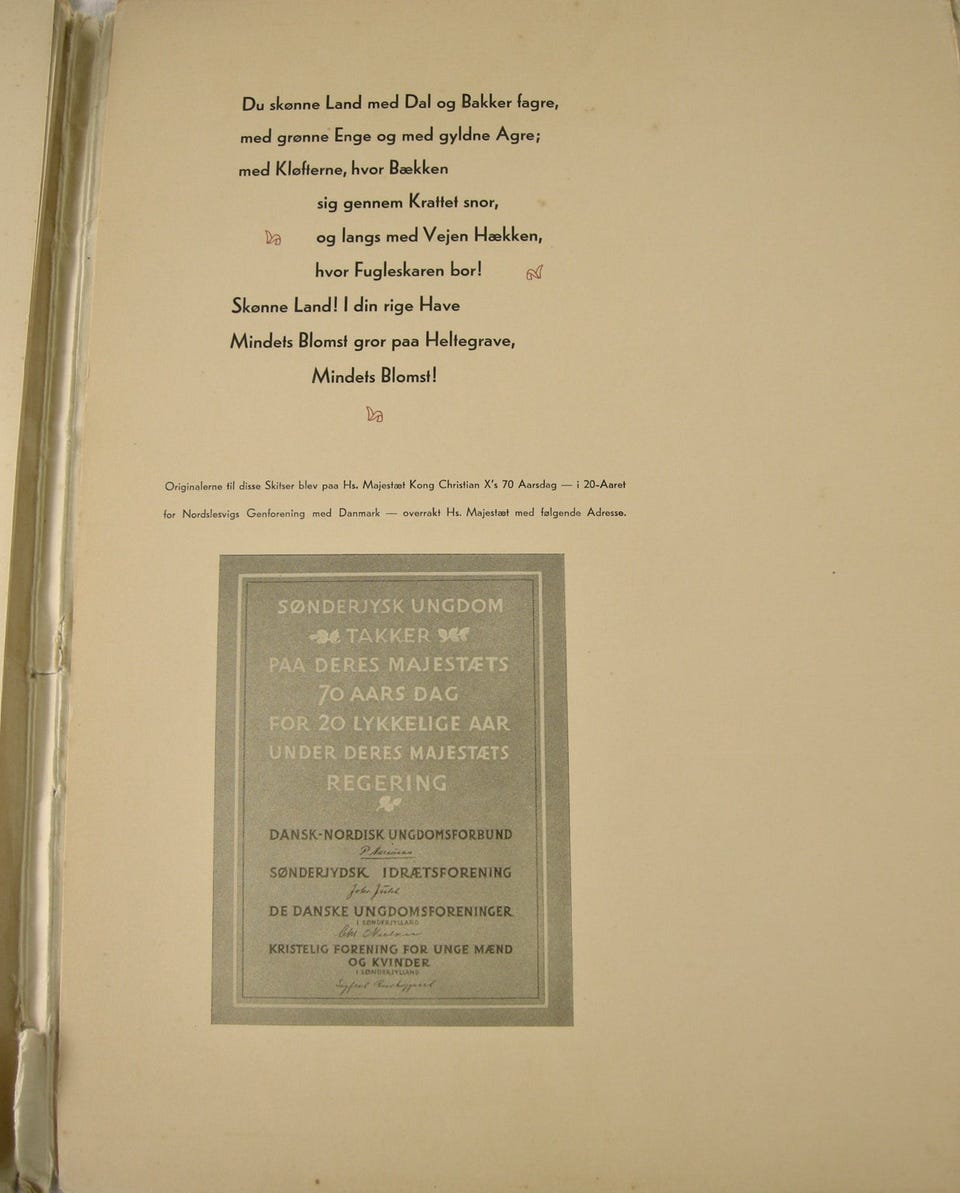 Du skønne Land med Dal og Bakker fagre,
med grønne Enge og med gyldne Agre;
med Kløfterne, hvor Bækken
sig gennem Krattet snor,
og langs med Vejen Hækken,
hvor Fugleskaren bor!
Skønne Land! I din rige Have
Mindets Blomst gror paa Heltegrave,
Mindets Blomst!
Originalerne til disse Skitser blev paa Hs. Majestæt Kong Christian X's 70 Aarsdag — i 20-Aaret
for Nordslesvigs Genforening med Danmark — overrakt Hs. Majestæt med følgende Adresse.
SØNDERJYSK UNGDOM
TAKKER
PAA DERES MAJESTÆTS
70 AARS DAG
FOR 20 LYKKELIGE AAR
UNDER DERES MAJESTÆTS
REGERING
DANSK-NORDISK UNGDOMSFORBUND
SØNDERJYDSK IDRÆTSFORENING
DE DANSKE UNGDOMSFORENINGER
I SØNDERJYLLAND
KRISTELIG FORENING FOR UNGE MÆND
OG KVINDER
I SØNDERJYLLAND